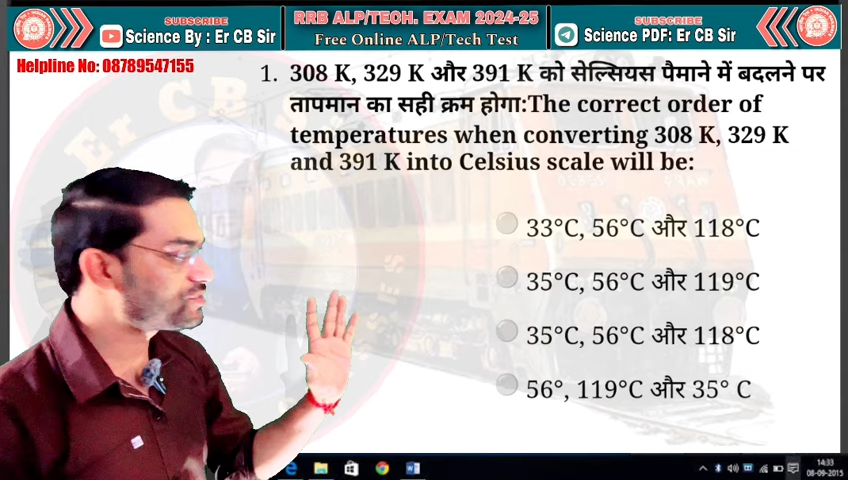 SUBSCRIBE
Science By : Er CB Sir
RRB ALP/TECH. EXAM 2024-25
Free Online ALP/Tech Test
SUBSCRIBE
Science PDF: Er CB Sir
Helpline No: 08789547155
1. 308 K, 329 K और 391 K को सेल्सियस पैमाने में बदलने पर
तापमान का सही क्रम होगा:The correct order of
temperatures when converting 308 K, 329 K
and 391 K into Celsius scale will be:
33°C, 56°C और 118°C
35°C, 56°C और 119°C
35°C, 56°C और 118°C
56°, 119°C और 35° C
Er CB
14:33
08-09-2015